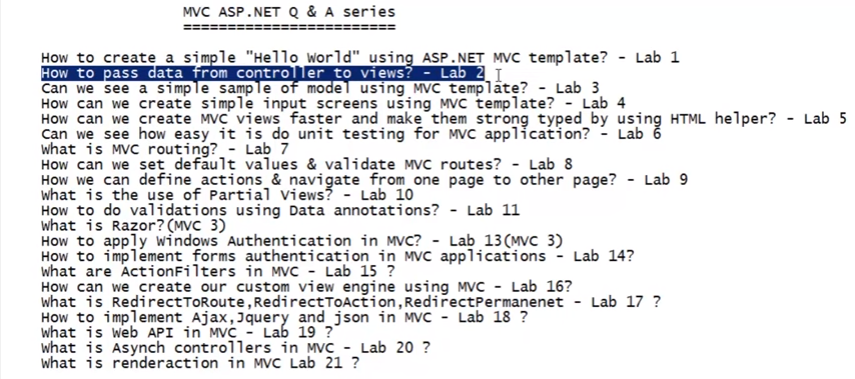 MVC ASP.NET Q & A series
========================
How to create a simple "Hello World" using ASP.NET MVC template? - Lab 1
How to pass data from controller to views? - Lab 2
Can we see a simple sample of model using MVC template? - Lab 3
How can we create simple input screens using MVC template? - Lab 4
How can we create MVC views faster and make them strong typed by using HTML helper? - Lab 5
Can we see how easy it is do unit testing for MVC application? - Lab 6
What is MVC routing? - Lab 7
How can we set default values & validate MVC routes? - Lab 8
How we can define actions & navigate from one page to other page? - Lab 9
What is the use of Partial Views? - Lab 10
How to do validations using Data annotations? - Lab 11
What is Razor?(MVC 3)
How to apply Windows Authentication in MVC? - Lab 13(MVC 3)
How to implement forms authentication in MVC applications - Lab 14?
What are ActionFilters in MVC - Lab 15 ?
How can we create our custom view engine using MVC - Lab 16?
What is RedirectToRoute,RedirectToAction,RedirectPermanenet - Lab 17 ?
How to implement Ajax,Jquery and json in MVC - Lab 18 ?
What is Web API in MVC - Lab 19 ?
What is Asynch controllers in MVC - Lab 20 ?
What is renderaction in MVC Lab 21 ?